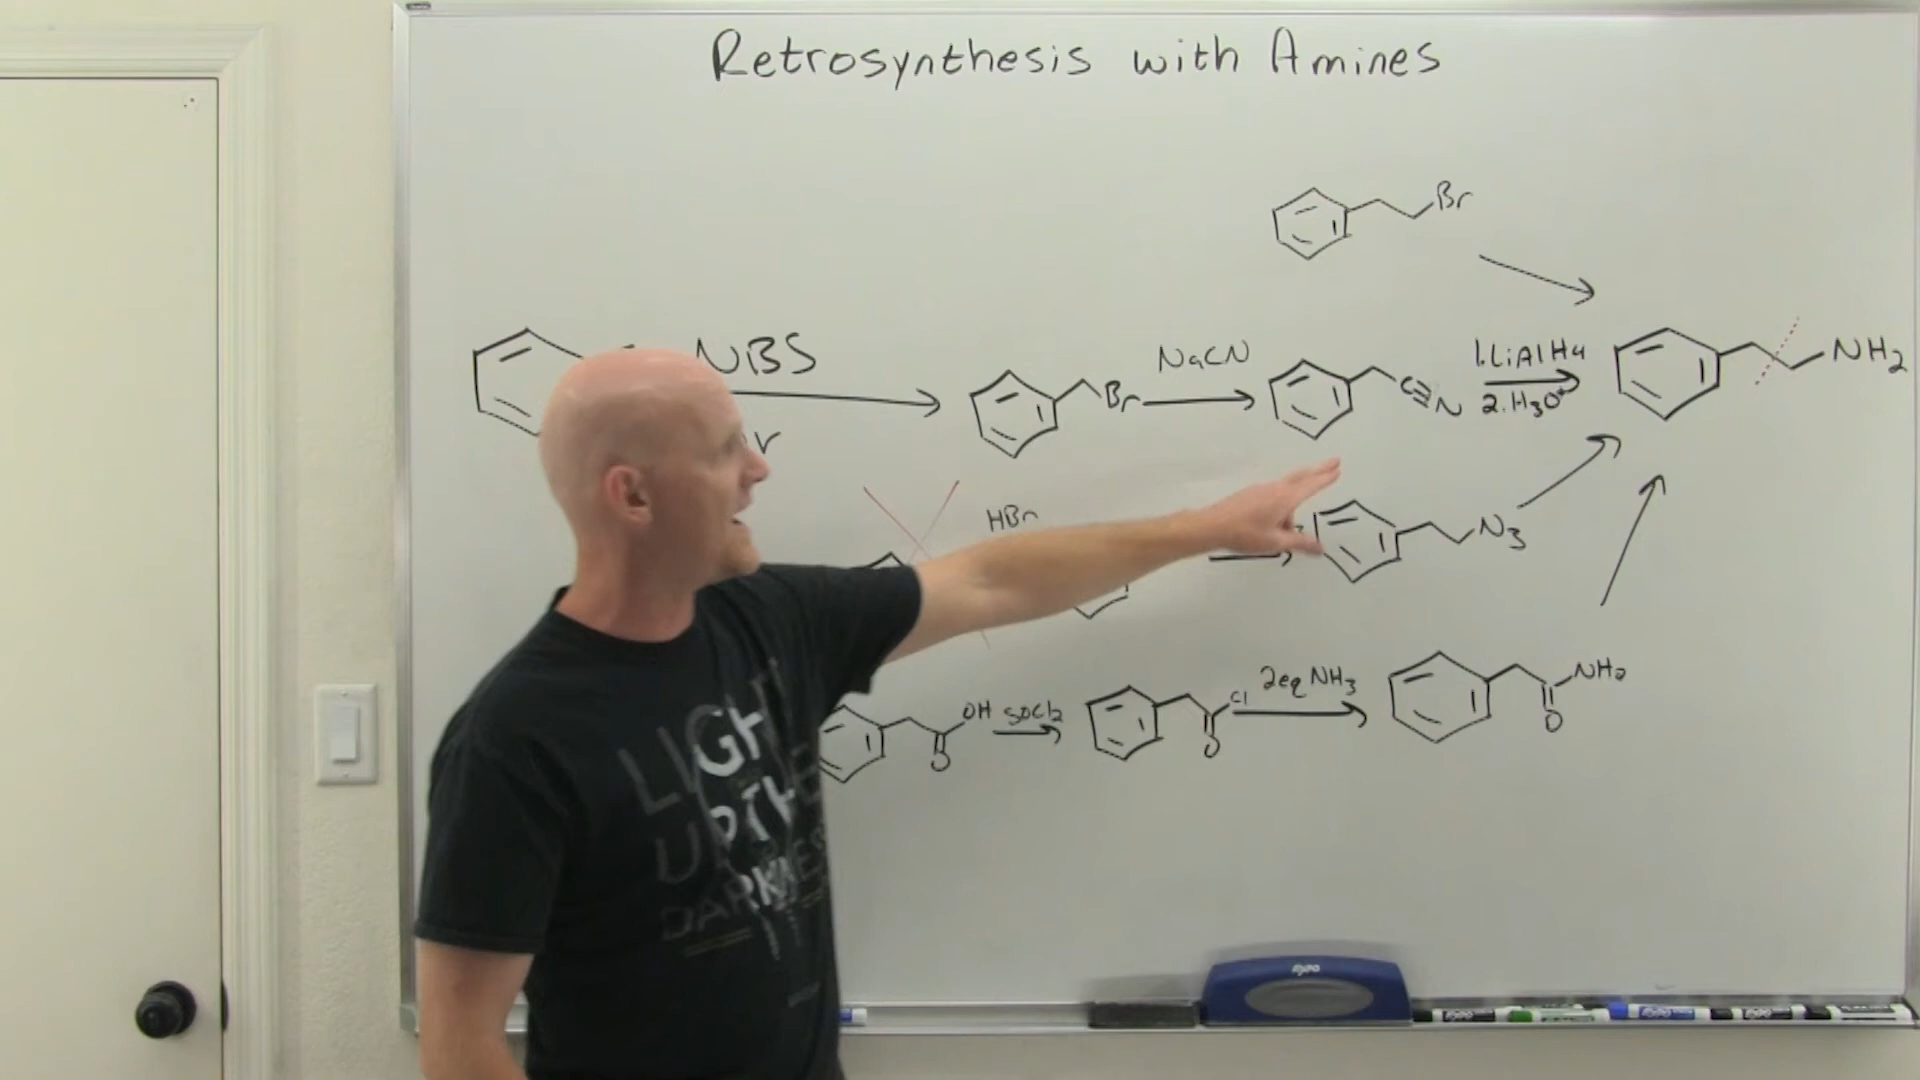 Retrosynthesis with Amines
Br
NBS
Br
NaCN
C≡N
1. LiAlH4
2. H3O+
NH2
HBr
N3
OH
O
SOCl2
Cl
O
2eq NH3
NH2
O
LIGHT
UP THE
DARKNESS
EXPO